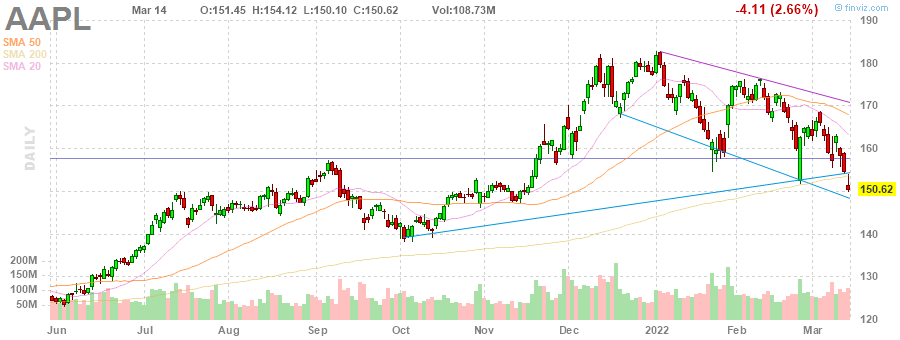 AAPL
Mar 14 O:151.45 H:154.12 L:150.10 C:150.62 Vol:108.73M -4.11 (2.66%)
© finviz.com
SMA 50
SMA 200
SMA 20
DAILY
190
180
170
160
150.62
140
130
120
200M
150M
100M
50M
Jun Jul Aug Sep Oct Nov Dec 2022 Feb Mar